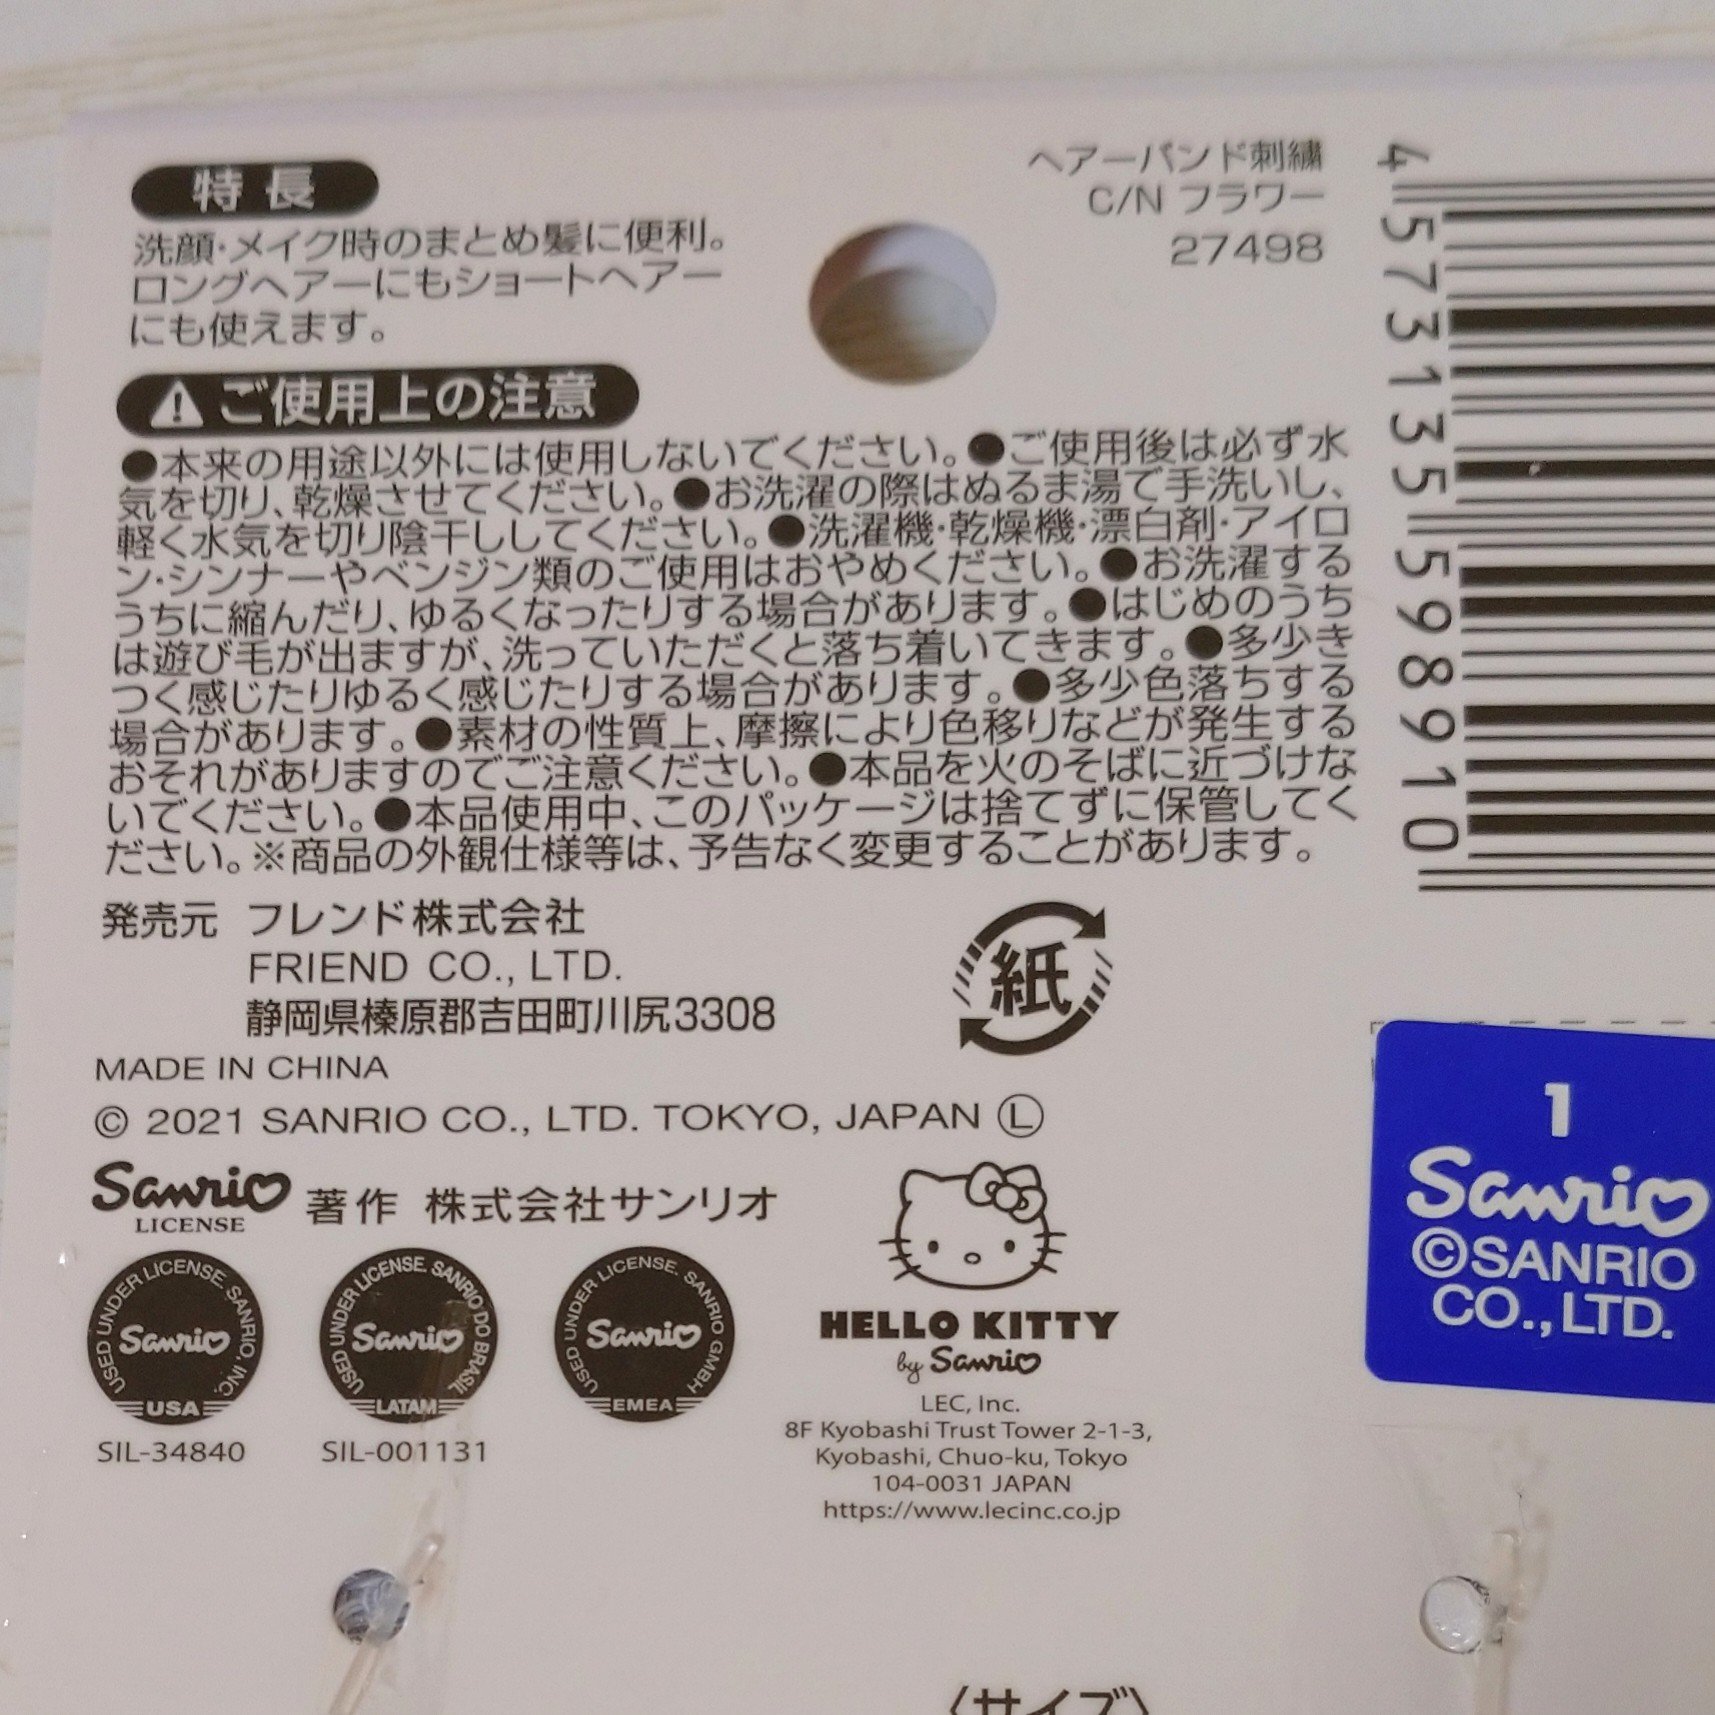 特長
洗顔・メイク時のまとめ髪に便利。
ロングヘアーにもショートヘアー
にも使えます。
ヘアーバンド刺繍
C/N フラワー
27498
4573135598910
ご使用上の注意
●本来の用途以外には使用しないでください。●ご使用後は必ず水
気を切り、乾燥させてください。●お洗濯の際はぬるま湯で手洗いし、
軽く水気を切り陰干ししてください。●洗濯機・乾燥機・漂白剤・アイロ
ン・シンナーやベンジン類のご使用はおやめください。●お洗濯する
うちに縮んだり、ゆるくなったりする場合があります。●はじめのうち
は遊び毛が出ますが、洗っていただくと落ち着いてきます。●多少き
つく感じたりゆるく感じたりする場合があります。●多少色落ちする
場合があります。●素材の性質上、摩擦により色移りなどが発生する
おそれがありますのでご注意ください。●本品を火のそばに近づけな
いでください。●本品使用中、このパッケージは捨てずに保管してく
ださい。※商品の外観仕様等は、予告なく変更することがあります。
発売元 フレンド株式会社
FRIEND CO., LTD.
静岡県榛原郡吉田町川尻3308
紙
MADE IN CHINA
© 2021 SANRIO CO., LTD. TOKYO, JAPAN Ⓛ
Sanrio
LICENSE
著作 株式会社サンリオ
USED UNDER LICENSE. SANRIO, INC.
Sanrio
USA
SIL-34840
USED UNDER LICENSE. SANRIO DO BRASIL
Sanrio
LATAM
SIL-001131
USED UNDER LICENSE. SANRIO GMBH
Sanrio
EMEA
HELLO KITTY
by Sanrio
LEC, Inc.
8F Kyobashi Trust Tower 2-1-3,
Kyobashi, Chuo-ku, Tokyo
104-0031 JAPAN
https://www.lecinc.co.jp
1
Sanrio
©SANRIO
CO.,LTD.
〈サイズ〉